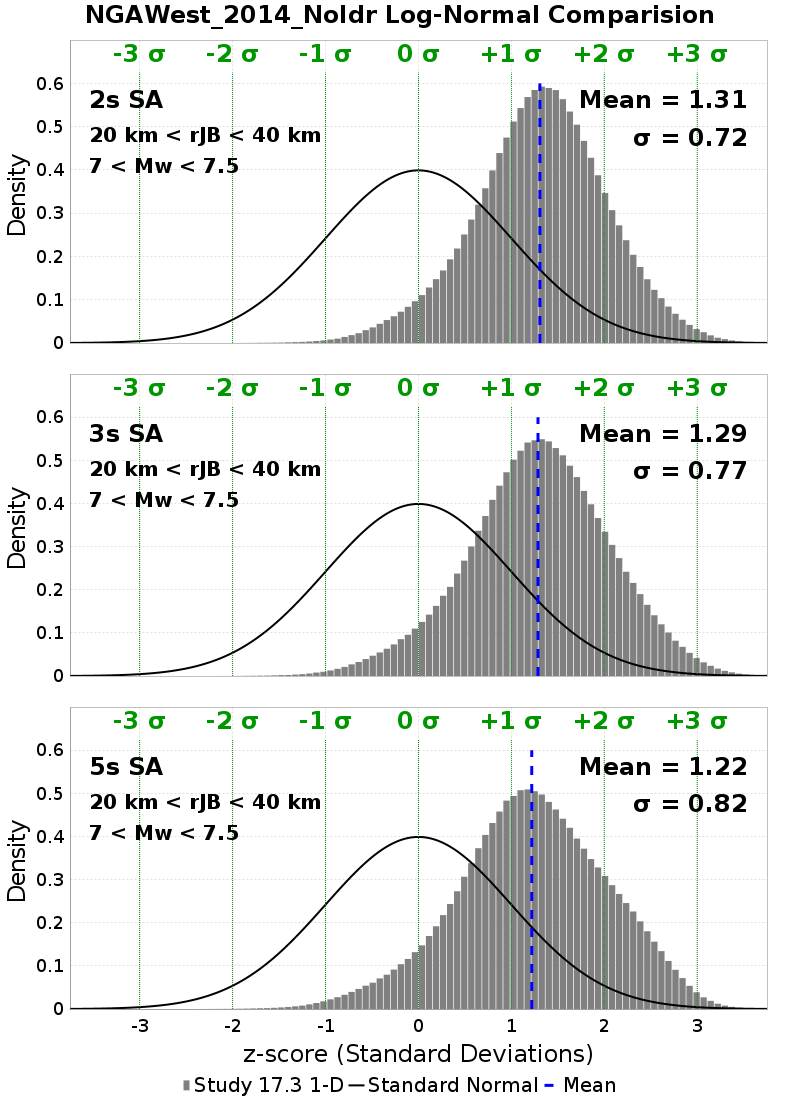 NGAWest_2014_NoIdr Log-Normal Comparision
-3 σ -2 σ -1 σ 0 σ +1 σ +2 σ +3 σ
0.6
2s SA Mean = 1.31
0.5
20 km < rJB < 40 km σ = 0.72
0.4
7 < Mw < 7.5
Density
0.3
0.2
0.1
0
-3 σ -2 σ -1 σ 0 σ +1 σ +2 σ +3 σ
0.6
3s SA Mean = 1.29
0.5
20 km < rJB < 40 km σ = 0.77
0.4
7 < Mw < 7.5
Density
0.3
0.2
0.1
0
-3 σ -2 σ -1 σ 0 σ +1 σ +2 σ +3 σ
0.6
5s SA Mean = 1.22
0.5
20 km < rJB < 40 km σ = 0.82
0.4
7 < Mw < 7.5
Density
0.3
0.2
0.1
0
-3 -2 -1 0 1 2 3
z-score (Standard Deviations)
Study 17.3 1-D Standard Normal Mean